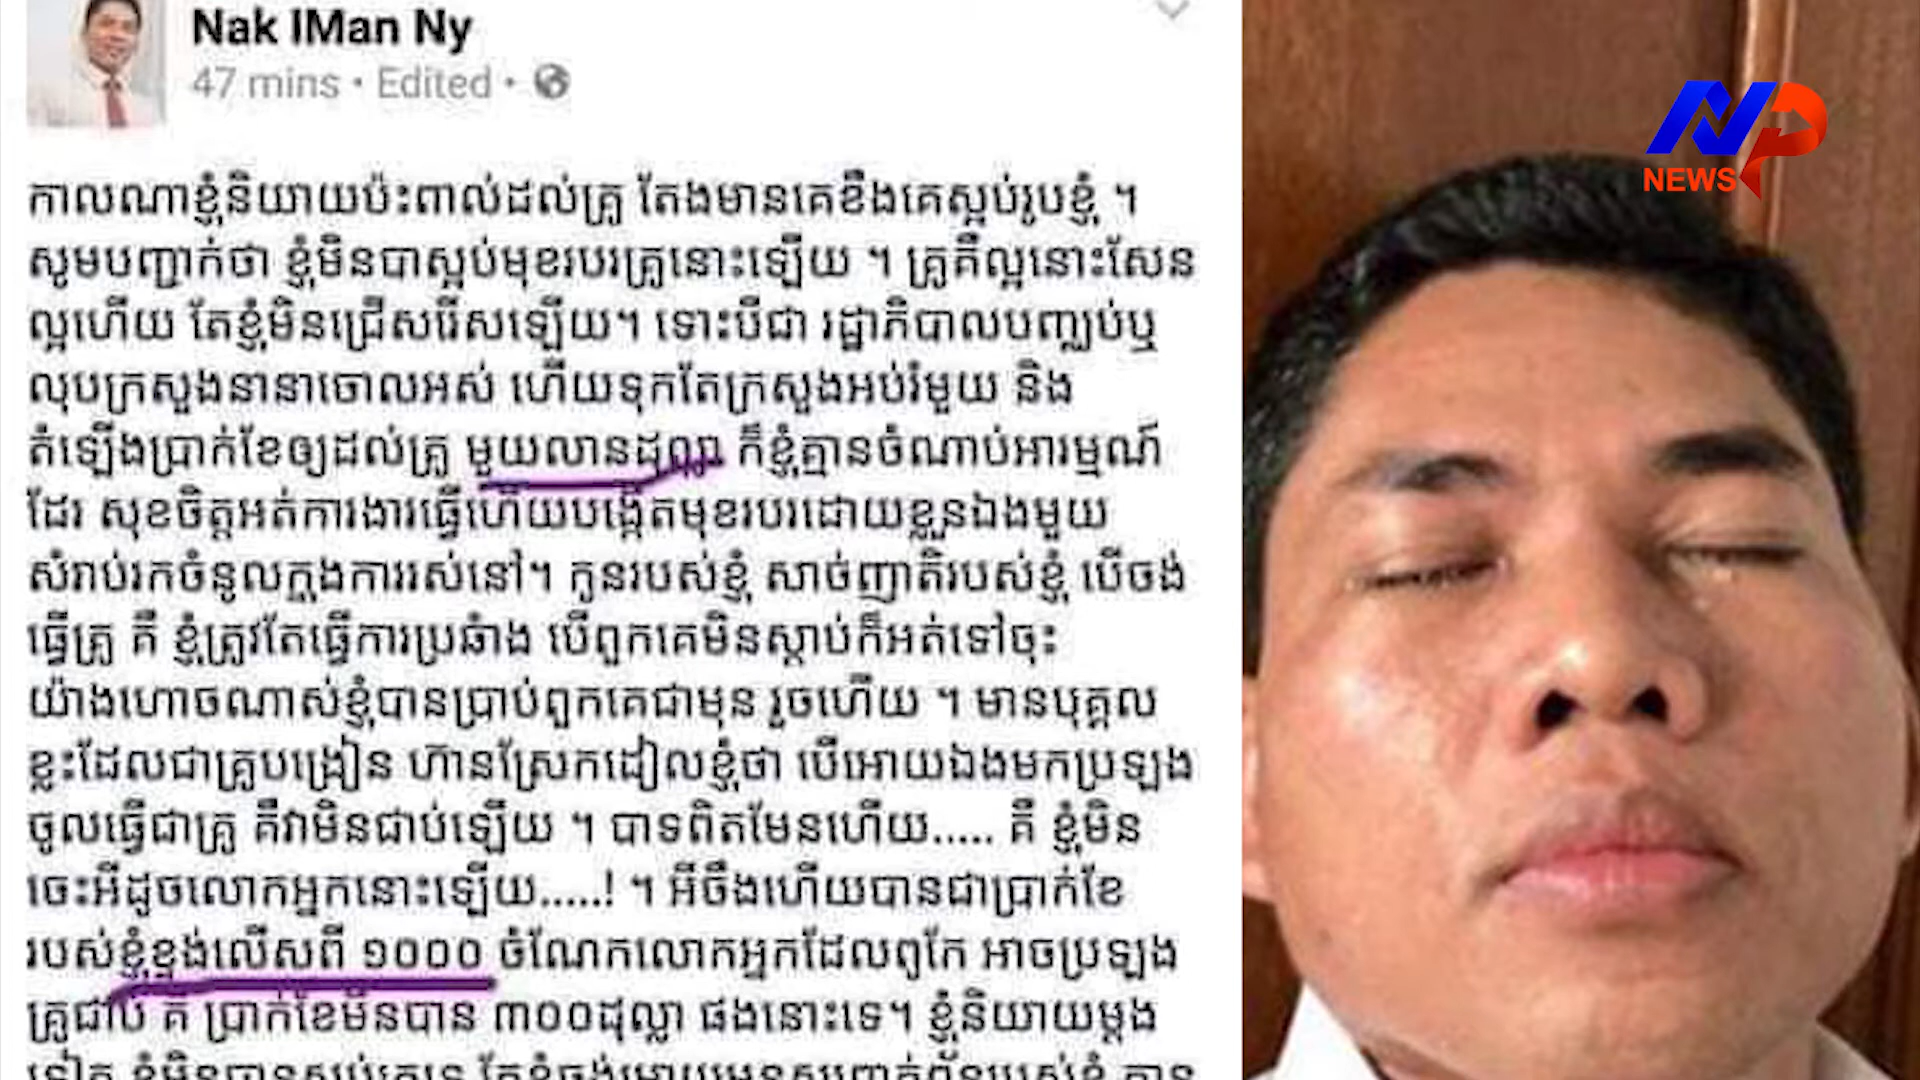 Nak IMan Ny
47 mins • Edited •
កាលណាខ្ញុំនិយាយប៉ះពាល់ដល់គ្រូ តែងមានគេខឹងគេស្អប់រូបខ្ញុំ ។
សូមបញ្ជាក់ថា ខ្ញុំមិនបាស្អប់មុខរបរគ្រូនោះឡើយ ។ គ្រូគឺល្អនោះសែន
ល្អហើយ តែខ្ញុំមិនជ្រើសរើសឡើយ។ ទោះបីជា រដ្ឋាភិបាលបញ្ឈប់ឬ
លុបក្រសួងនានាចោលអស់ ហើយទុកតែក្រសួងអប់រំមួយ និង
តំឡើងប្រាក់ខែឲ្យដល់គ្រូ មួយលានដុល្លា ក៏ខ្ញុំគ្មានចំណាប់អារម្មណ៍
ដែរ សុខចិត្តអត់ការងារធ្វើហើយបង្កើតមុខរបរដោយខ្លួនឯងមួយ
សំរាប់រកចំនូលក្នុងការរស់នៅ។ កូនរបស់ខ្ញុំ សាច់ញាតិរបស់ខ្ញុំ បើចង់
ធ្វើគ្រូ គឺ ខ្ញុំត្រូវតែធ្វើការប្រឆំាង បើពួកគេមិនស្តាប់ក៏អត់ទៅចុះ
យ៉ាងហោចណាស់ខ្ញុំបានប្រាប់ពួកគេជាមុន រួចហើយ ។ មានបុគ្គល
ខ្លះដែលជាគ្រូបង្រៀន ហ៊ានស្រែកដៀលខ្ញុំថា បើអោយឯងមកប្រឡង
ចូលធ្វើជាគ្រូ គឺវាមិនជាប់ឡើយ ។ បាទពិតមែនហើយ..... គឺ ខ្ញុំមិន
ចេះអីដូចលោកអ្នកនោះឡើយ.....! ។ អីចឹងហើយបានជាប្រាក់ខែ
របស់ខ្ញុំខ្ទង់លើសពី ១០០០ ចំណែកលោកអ្នកដែលពូកែ អាចប្រឡង
គ្រូជាប់ គឺ ប្រាក់ខែមិនបាន ៣០០ដុល្លា ផងនោះទេ។ ខ្ញុំនិយាយម្តង
NP
NEWS